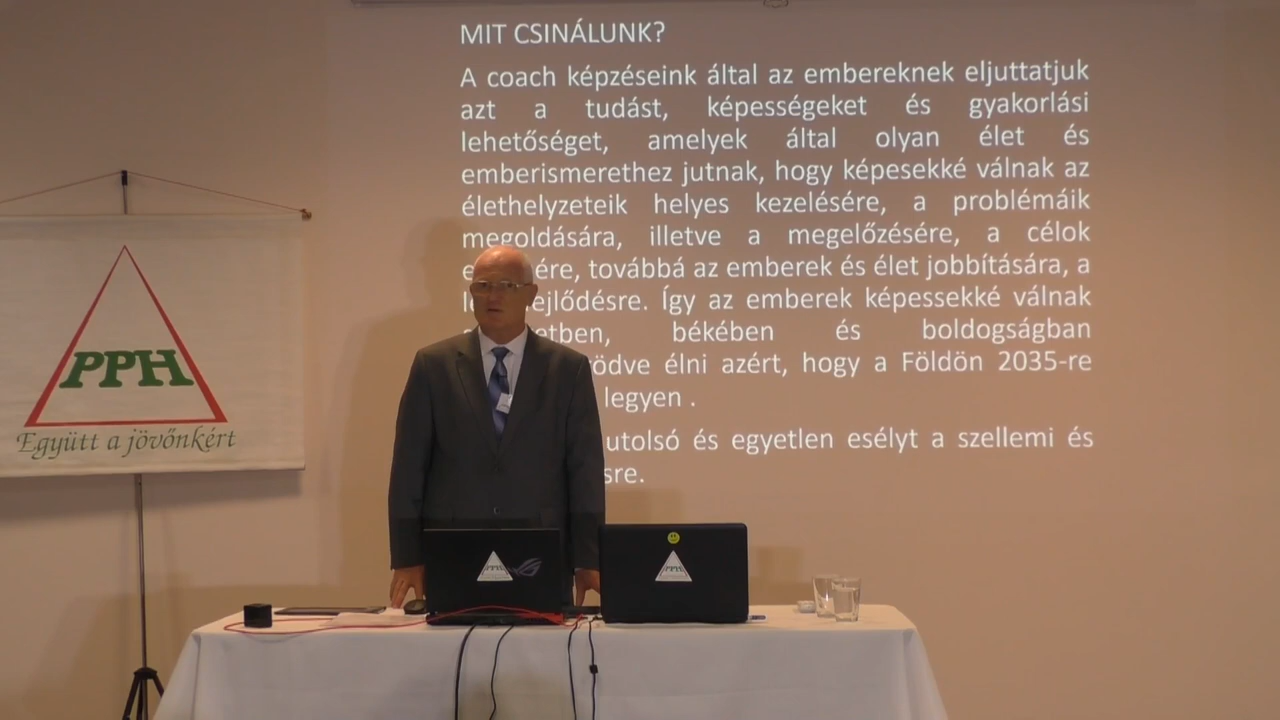 MIT CSINÁLUNK?
A coach képzéseink által az embereknek eljuttatjuk
azt a tudást, képességeket és gyakorlási
lehetőséget, amelyek által olyan élet és
emberismerethez jutnak, hogy képesekké válnak az
élethelyzeteik helyes kezelésére, a problémáik
megoldására, illetve a megelőzésére, a célok
ére, továbbá az emberek és élet jobbítására, a
ejlődésre. Így az emberek képessekké válnak
etben, békében és boldogságban
ödve élni azért, hogy a Földön 2035-re
legyen .
utolsó és egyetlen esélyt a szellemi és
sre.
PPH
Együtt a jövőnkért
PPH
PPH